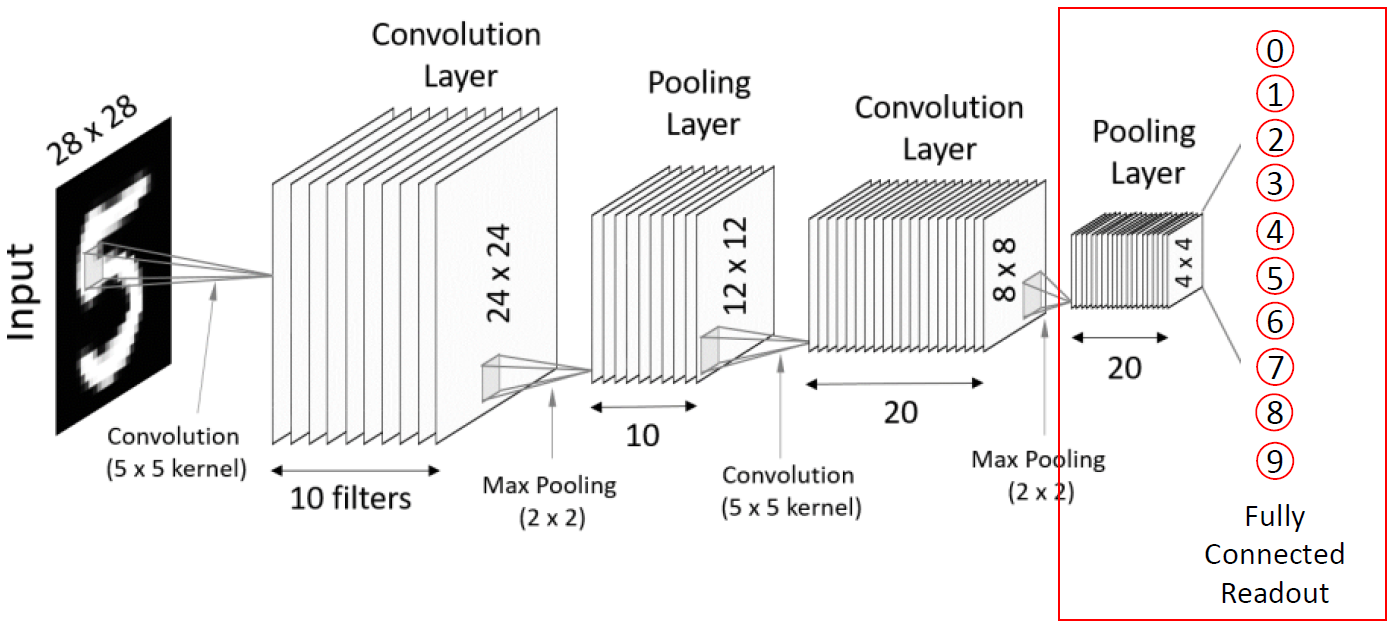 Input
28 x 28
Convolution
(5 x 5 kernel)
Convolution
Layer
24 x 24
10 filters
Max Pooling
(2 x 2)
Pooling
Layer
12 x 12
10
Convolution
(5 x 5 kernel)
Convolution
Layer
8 x 8
20
Max Pooling
(2 x 2)
Pooling
Layer
4 x 4
20
0
1
2
3
4
5
6
7
8
9
Fully
Connected
Readout